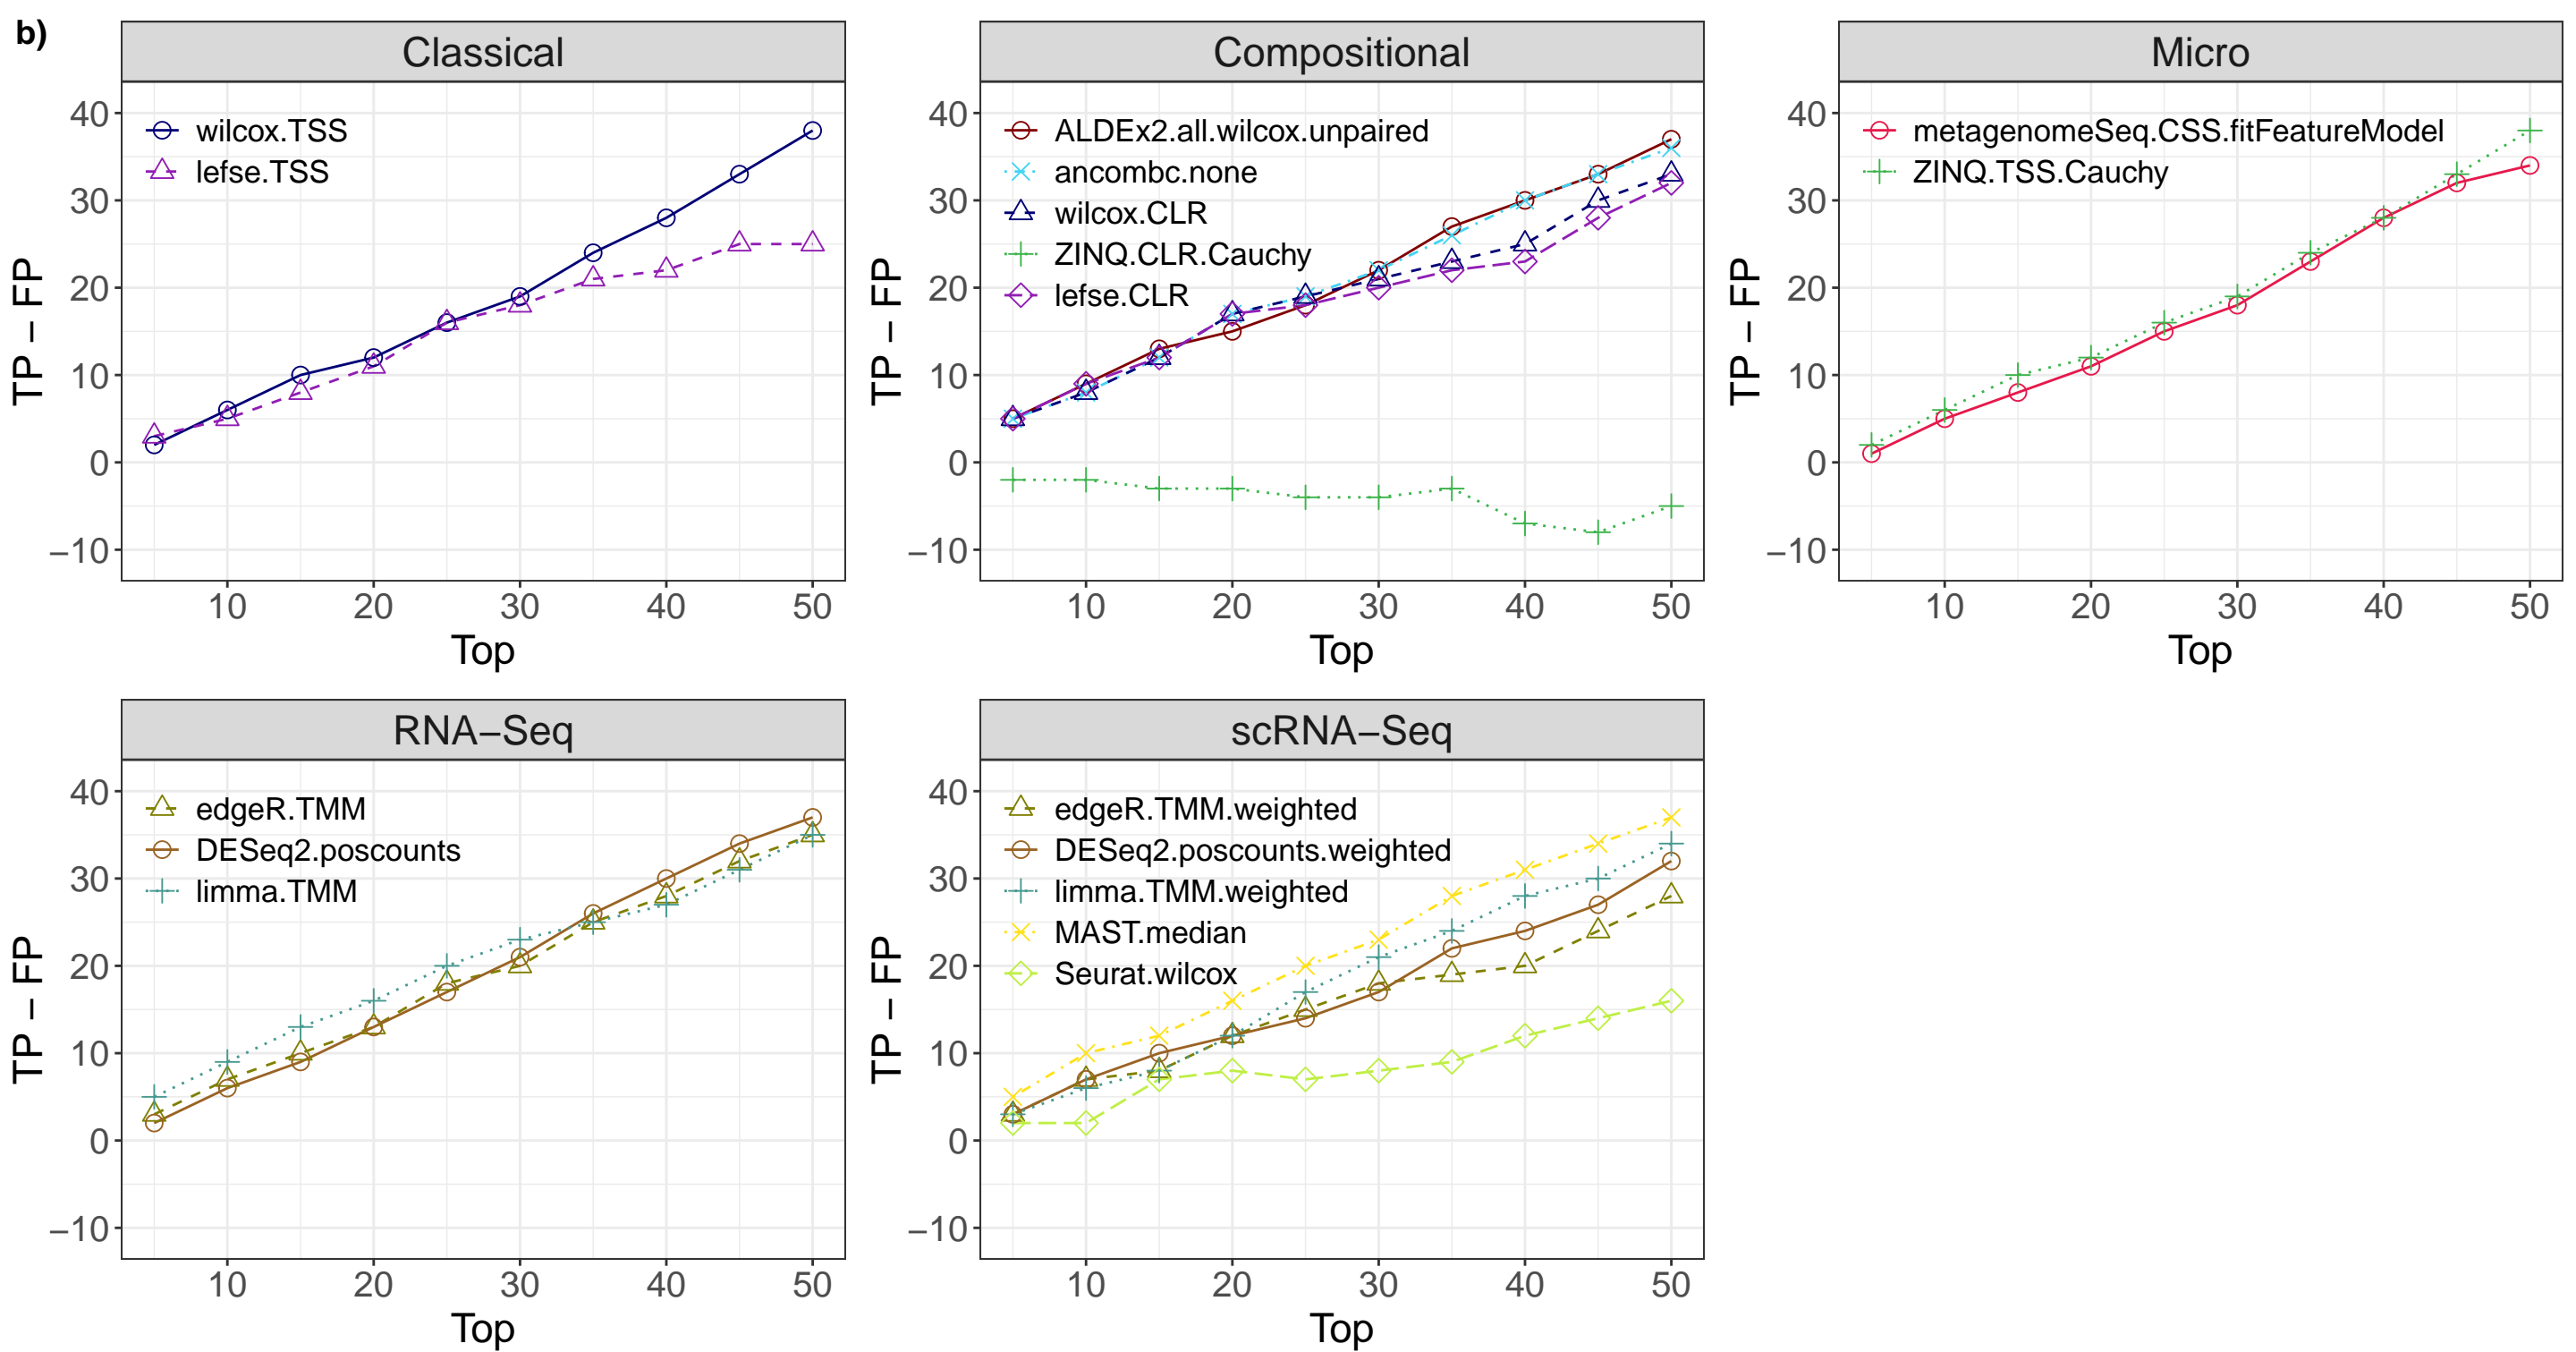 b)
Classical
40
30
20
10
0
−10
TP − FP
wilcox.TSS
lefse.TSS
10 20 30 40 50
Top
Compositional
40
30
20
10
0
−10
TP − FP
ALDEx2.all.wilcox.unpaired
ancombc.none
wilcox.CLR
ZINQ.CLR.Cauchy
lefse.CLR
10 20 30 40 50
Top
Micro
40
30
20
10
0
−10
TP − FP
metagenomeSeq.CSS.fitFeatureModel
ZINQ.TSS.Cauchy
10 20 30 40 50
Top
RNA−Seq
40
30
20
10
0
−10
TP − FP
edgeR.TMM
DESeq2.poscounts
limma.TMM
10 20 30 40 50
Top
scRNA−Seq
40
30
20
10
0
−10
TP − FP
edgeR.TMM.weighted
DESeq2.poscounts.weighted
limma.TMM.weighted
MAST.median
Seurat.wilcox
10 20 30 40 50
Top